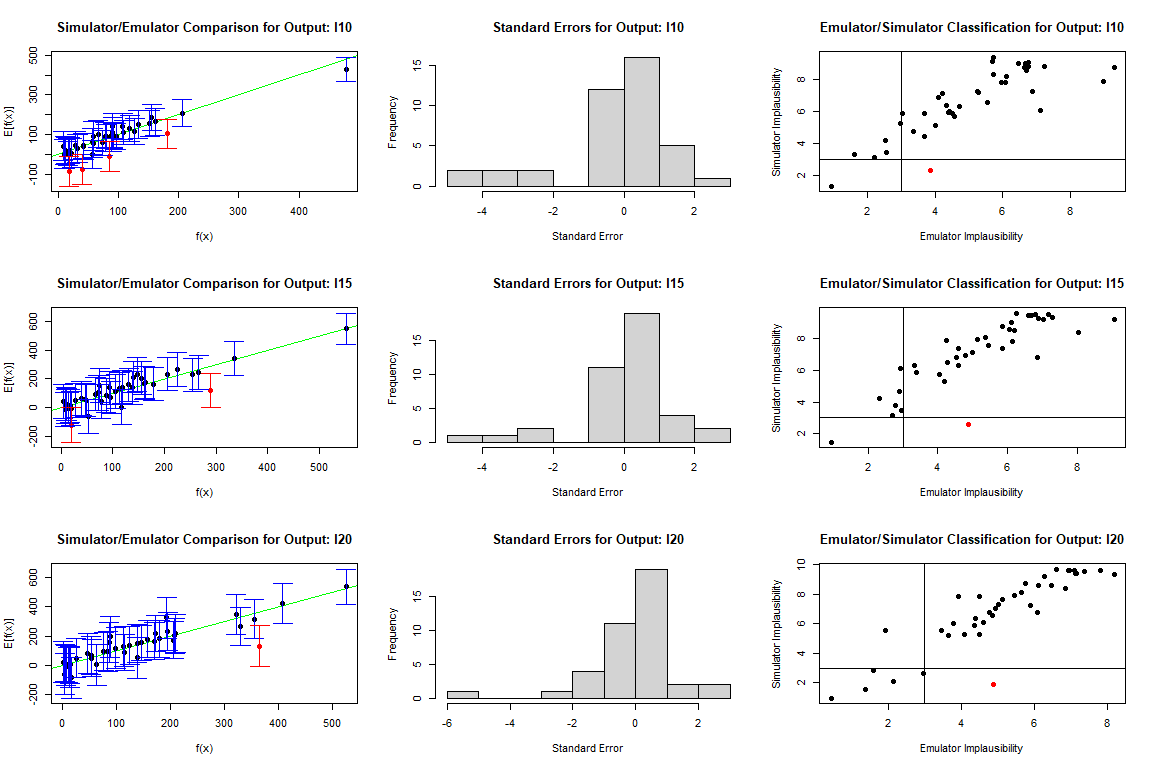 Simulator/Emulator Comparison for Output: I10
E[f(x)]
-100 100 300 500
0 100 200 300 400
f(x)
Standard Errors for Output: I10
Frequency
0 5 10 15
-4 -2 0 2
Standard Error
Emulator/Simulator Classification for Output: I10
Simulator Implausibility
2 4 6 8
2 4 6 8
Emulator Implausibility
Simulator/Emulator Comparison for Output: I15
E[f(x)]
-200 0 200 400 600
0 100 200 300 400 500
f(x)
Standard Errors for Output: I15
Frequency
0 5 10 15
-4 -2 0 2
Standard Error
Emulator/Simulator Classification for Output: I15
Simulator Implausibility
2 4 6 8
2 4 6 8
Emulator Implausibility
Simulator/Emulator Comparison for Output: I20
E[f(x)]
-200 0 200 400 600
0 100 200 300 400 500
f(x)
Standard Errors for Output: I20
Frequency
0 5 10 15
-6 -4 -2 0 2
Standard Error
Emulator/Simulator Classification for Output: I20
Simulator Implausibility
2 4 6 8 10
2 4 6 8
Emulator Implausibility